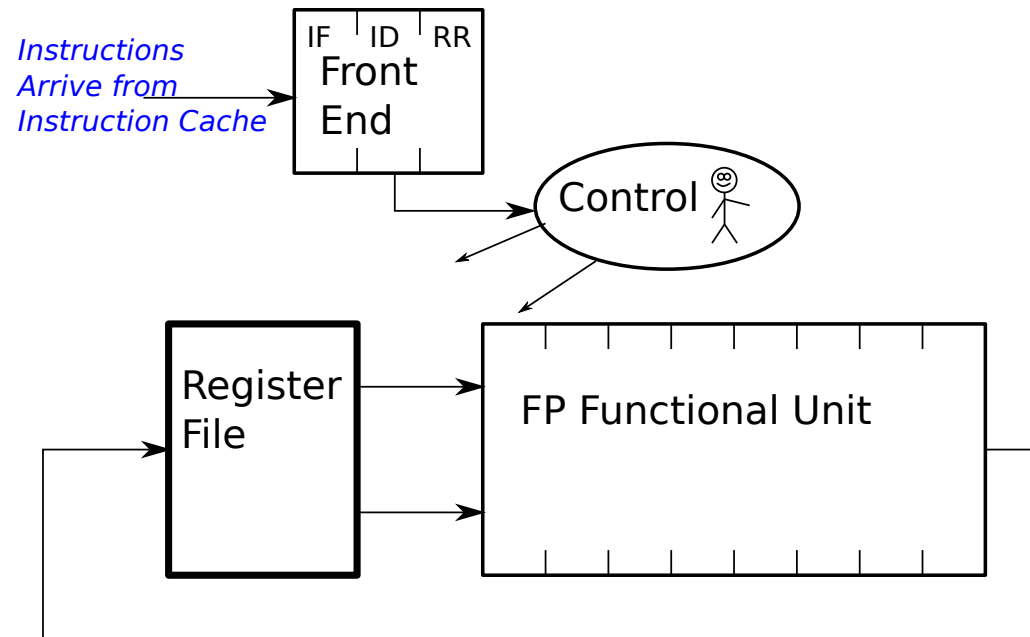 Instructions
Arrive from
Instruction Cache
IF ID RR
Front
End
Control
Register
File
FP Functional Unit